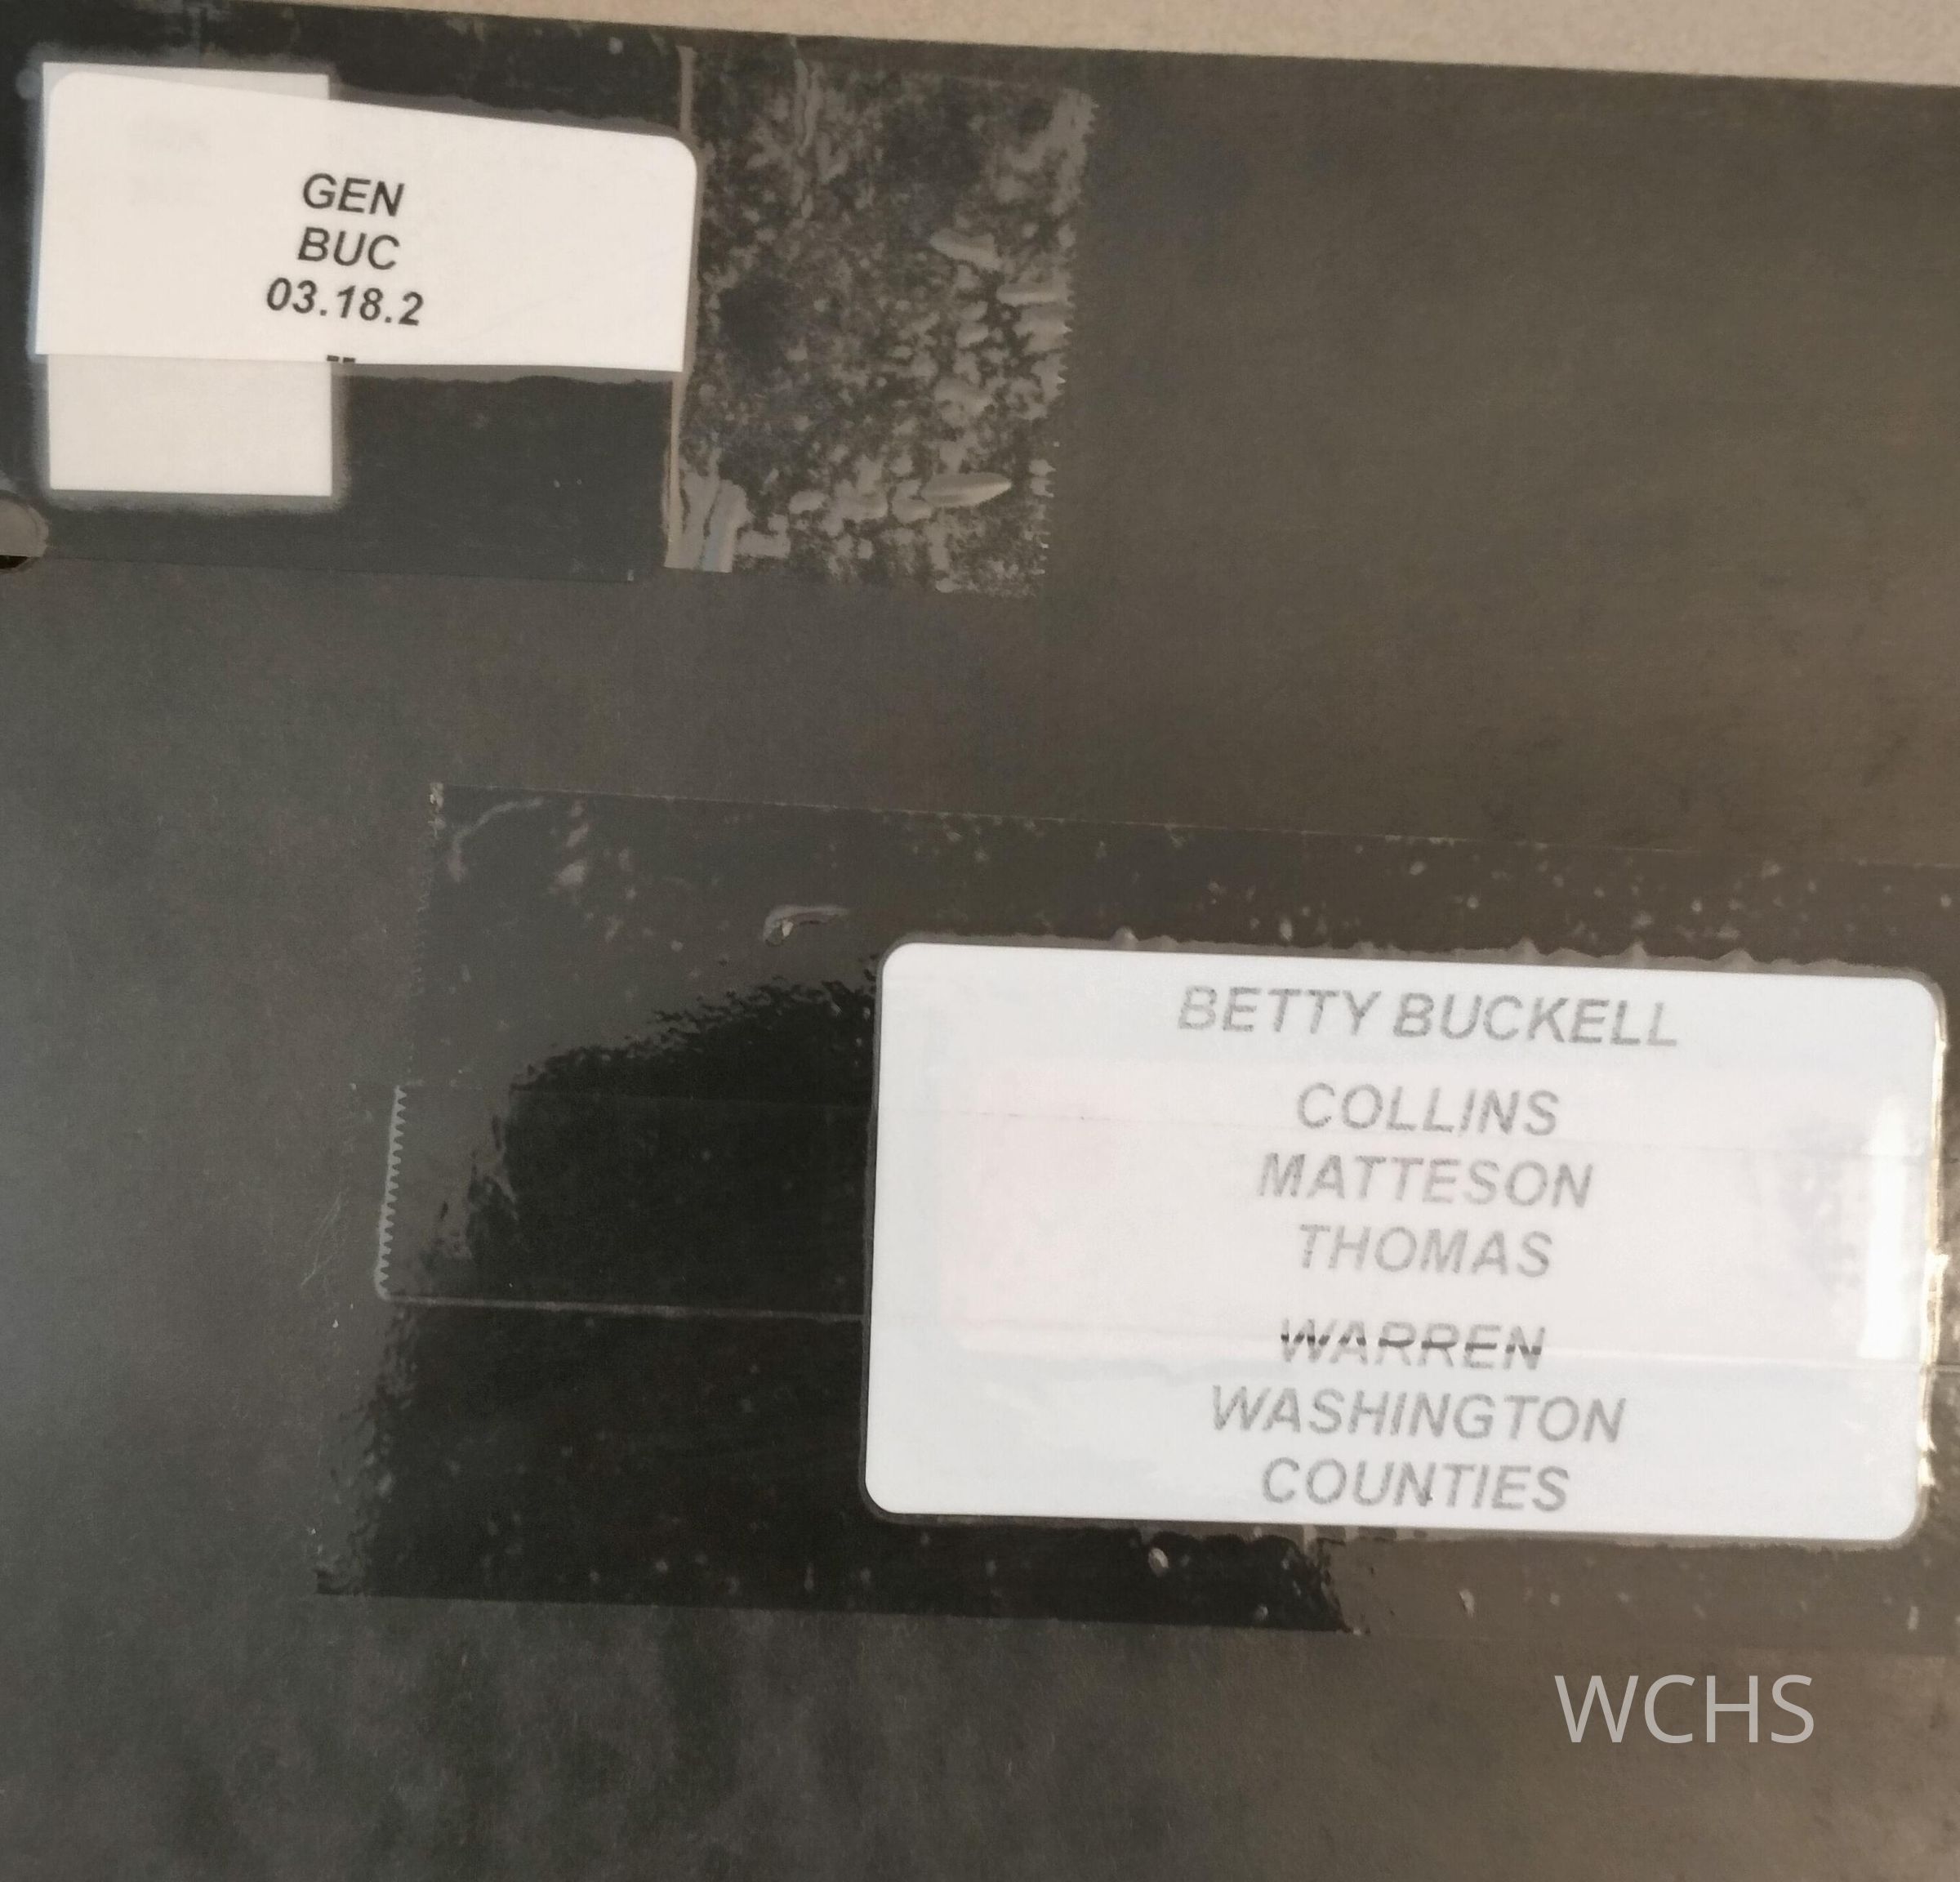 GEN
BUC
03.18.2
BETTY BUCKELL
COLLINS
MATTESON
THOMAS
WARREN
WASHINGTON
COUNTIES
WCHS